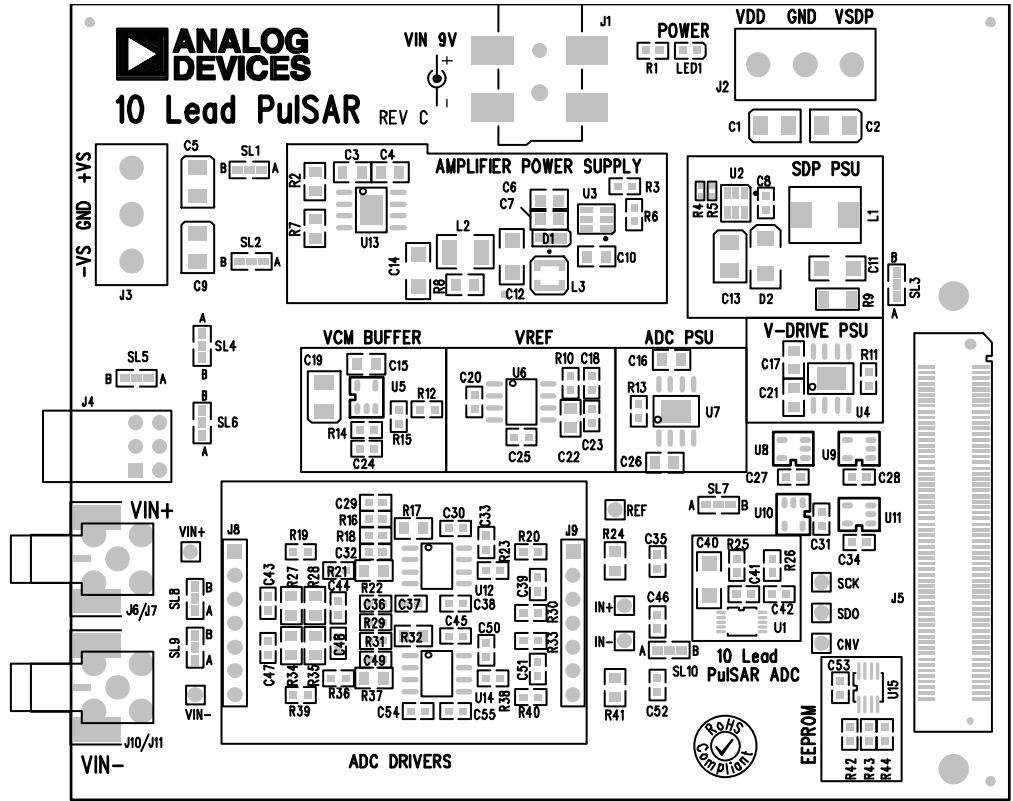 J1
VDD GND VSDP
ANALOG
DEVICES
VIN 9V
+
-
POWER
R1 LED1
J2
10 Lead PulSAR
REV C
C1 C2
+VS
GND
-VS
J3
C5
SL1
B A
C9
SL2
B A
AMPLIFIER POWER SUPPLY
R2
C3 C4
R7
U13
C14
L2
R8
C6
C7
D1
C12
L3
U3
C10
R3
R6
SDP PSU
R4
R5
U2
C8
L1
C13
D2
C11
R9
B
SL3
A
A
SL4
B
SL5
B A
J4
B
SL6
A
VCM BUFFER
C19
C15
U5
R12
R14
R15
C24
VREF
C20
U6
R10
C18
C25
C22
C23
ADC PSU
C16
R13
U7
C26
V-DRIVE PSU
C17
C21
R11
U4
U8
C27
U9
C28
SL7
A B
U10
C31
U11
C34
VIN+
VIN+
J6/J7
SL8
B
A
SL9
B
A
VIN-
J10/J11
VIN-
J8
J9
C29
R16
R18
C32
R17
C30
C33
R19
R21
R22
U12
R23
R20
C43
R27
R28
C44
C36
C37
C38
C39
R29
R30
R31
R32
C45
C50
R33
C47
R34
R35
C48
C49
R36
R37
U14
R38
C51
R39
C54
C55
R40
ADC DRIVERS
REF
R24
C35
IN+
C46
IN-
A B
SL10
R41
C52
C40
R25
R26
C41
C42
U1
10 Lead
PulSAR ADC
SCK
SDO
CNV
J5
C53
U15
EEPROM
R42
R43
R44
RoHS
Compliant